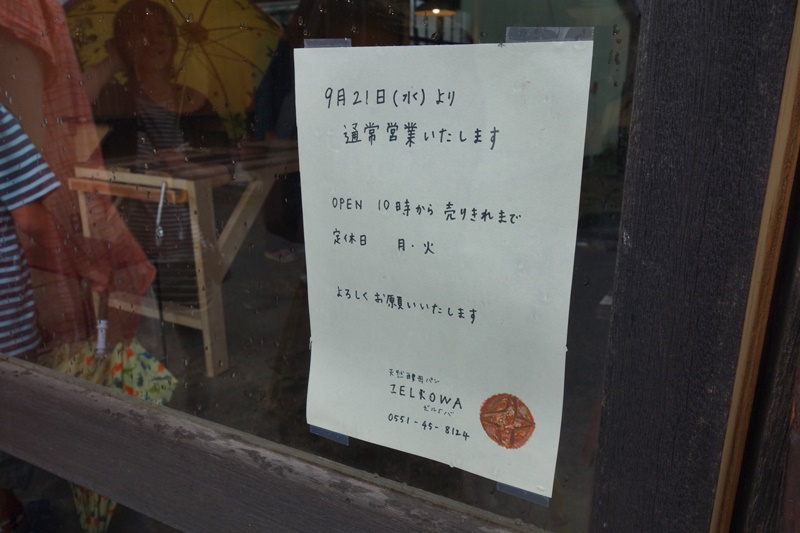 9月21日(水)より
通常営業いたします
OPEN 10時から 売りきれまで
定休日 月・火
よろしくお願いいたします
天然酵母パン
ZELKOWA
ゼルコバ
0551-45-8124